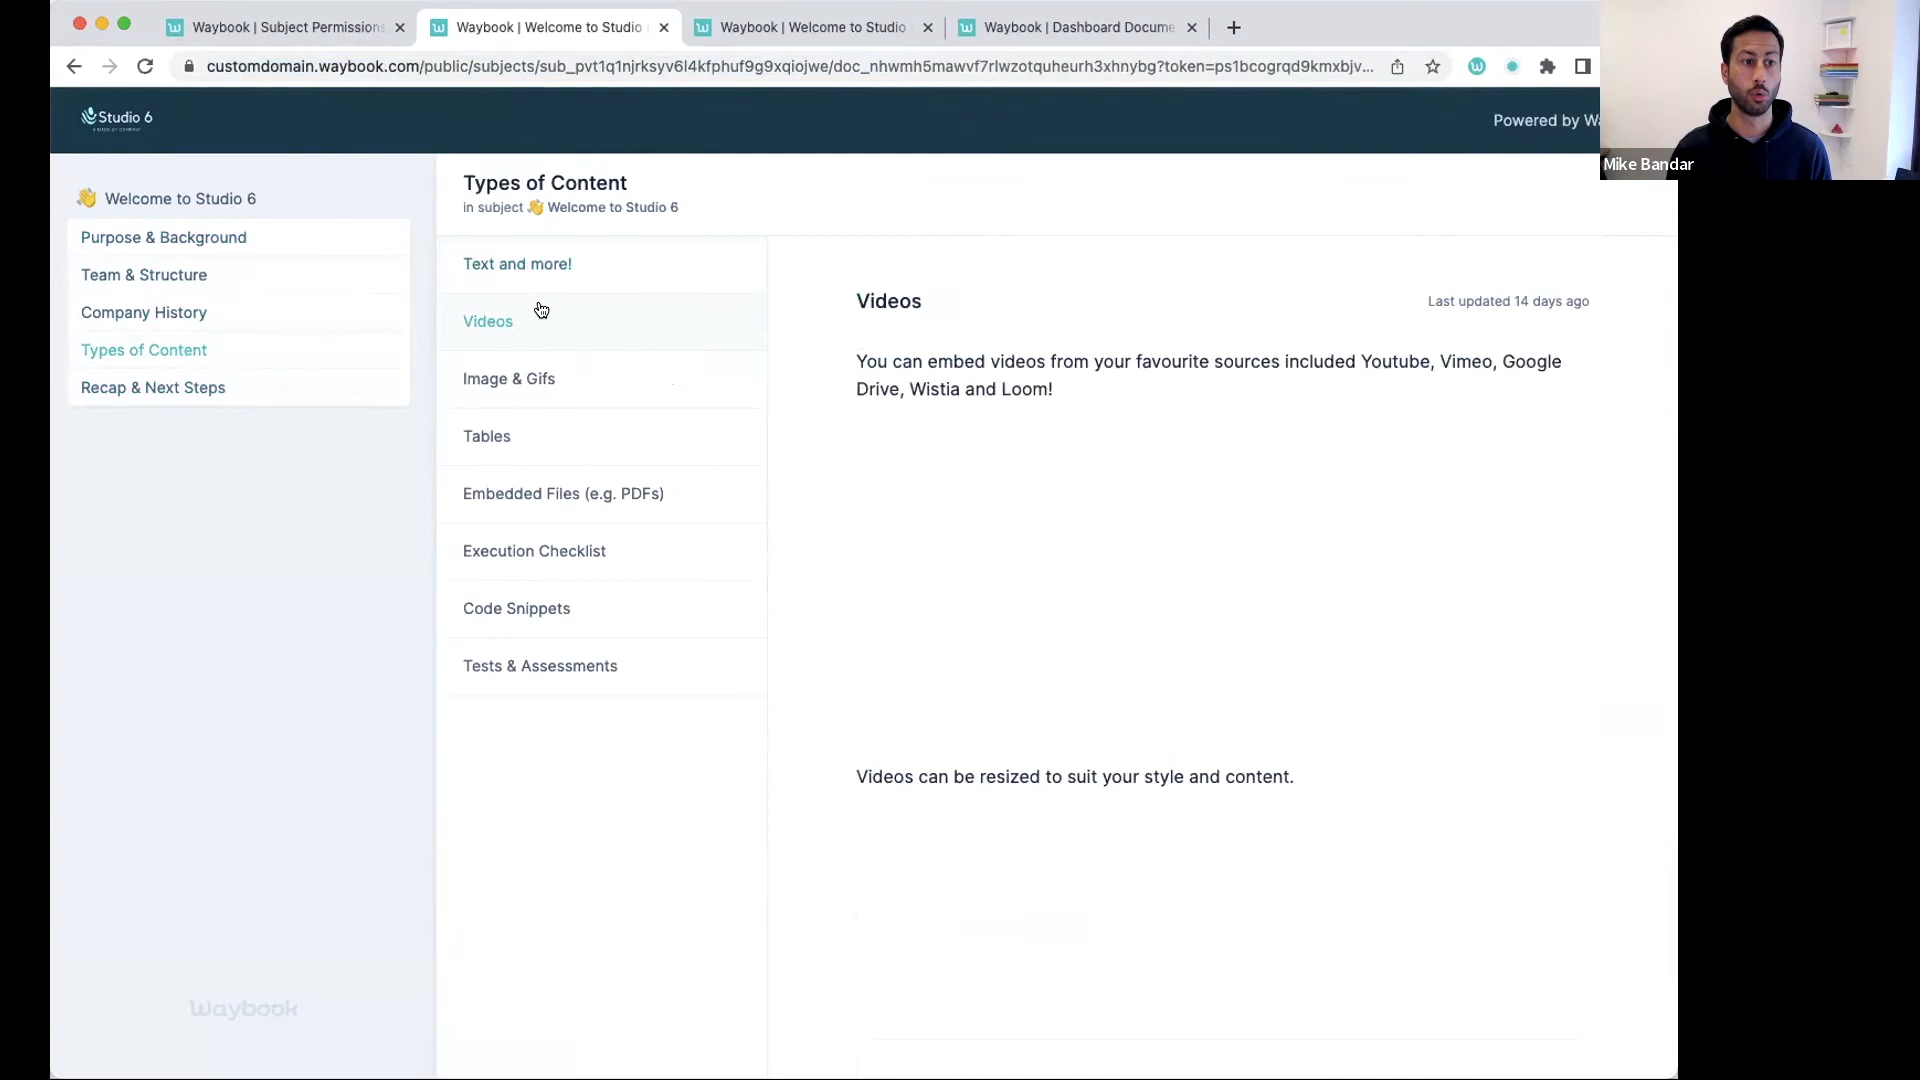 Waybook | Subject Permissions
Waybook | Welcome to Studio
Waybook | Welcome to Studio
Waybook | Dashboard Docume
customdomain.waybook.com/public/subjects/sub_pvt1q1njrksyv6l4kfphuf9g9xqiojwe/doc_nhwmh5mawvf7rlwzotquheurh3xhnybg?token=ps1bcogrqd9kmxbjv...
Studio 6
Powered by Wa
Mike Bandar
👋 Welcome to Studio 6
Purpose & Background
Team & Structure
Company History
Types of Content
Recap & Next Steps
waybook
Types of Content
in subject 👋 Welcome to Studio 6
Text and more!
Videos
Image & Gifs
Tables
Embedded Files (e.g. PDFs)
Execution Checklist
Code Snippets
Tests & Assessments
Videos
Last updated 14 days ago
You can embed videos from your favourite sources included Youtube, Vimeo, Google
Drive, Wistia and Loom!
Videos can be resized to suit your style and content.